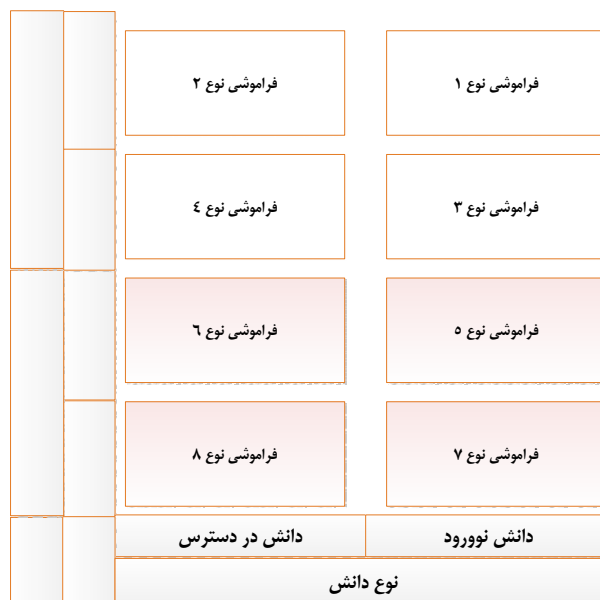 فراموشی نوع ۱
فراموشی نوع ۲
فراموشی نوع ۳
فراموشی نوع ٤
فراموشی نوع ٥
فراموشی نوع ٦
فراموشی نوع ۷
فراموشی نوع ۸
دانش نوورود
دانش در دسترس
نوع دانش